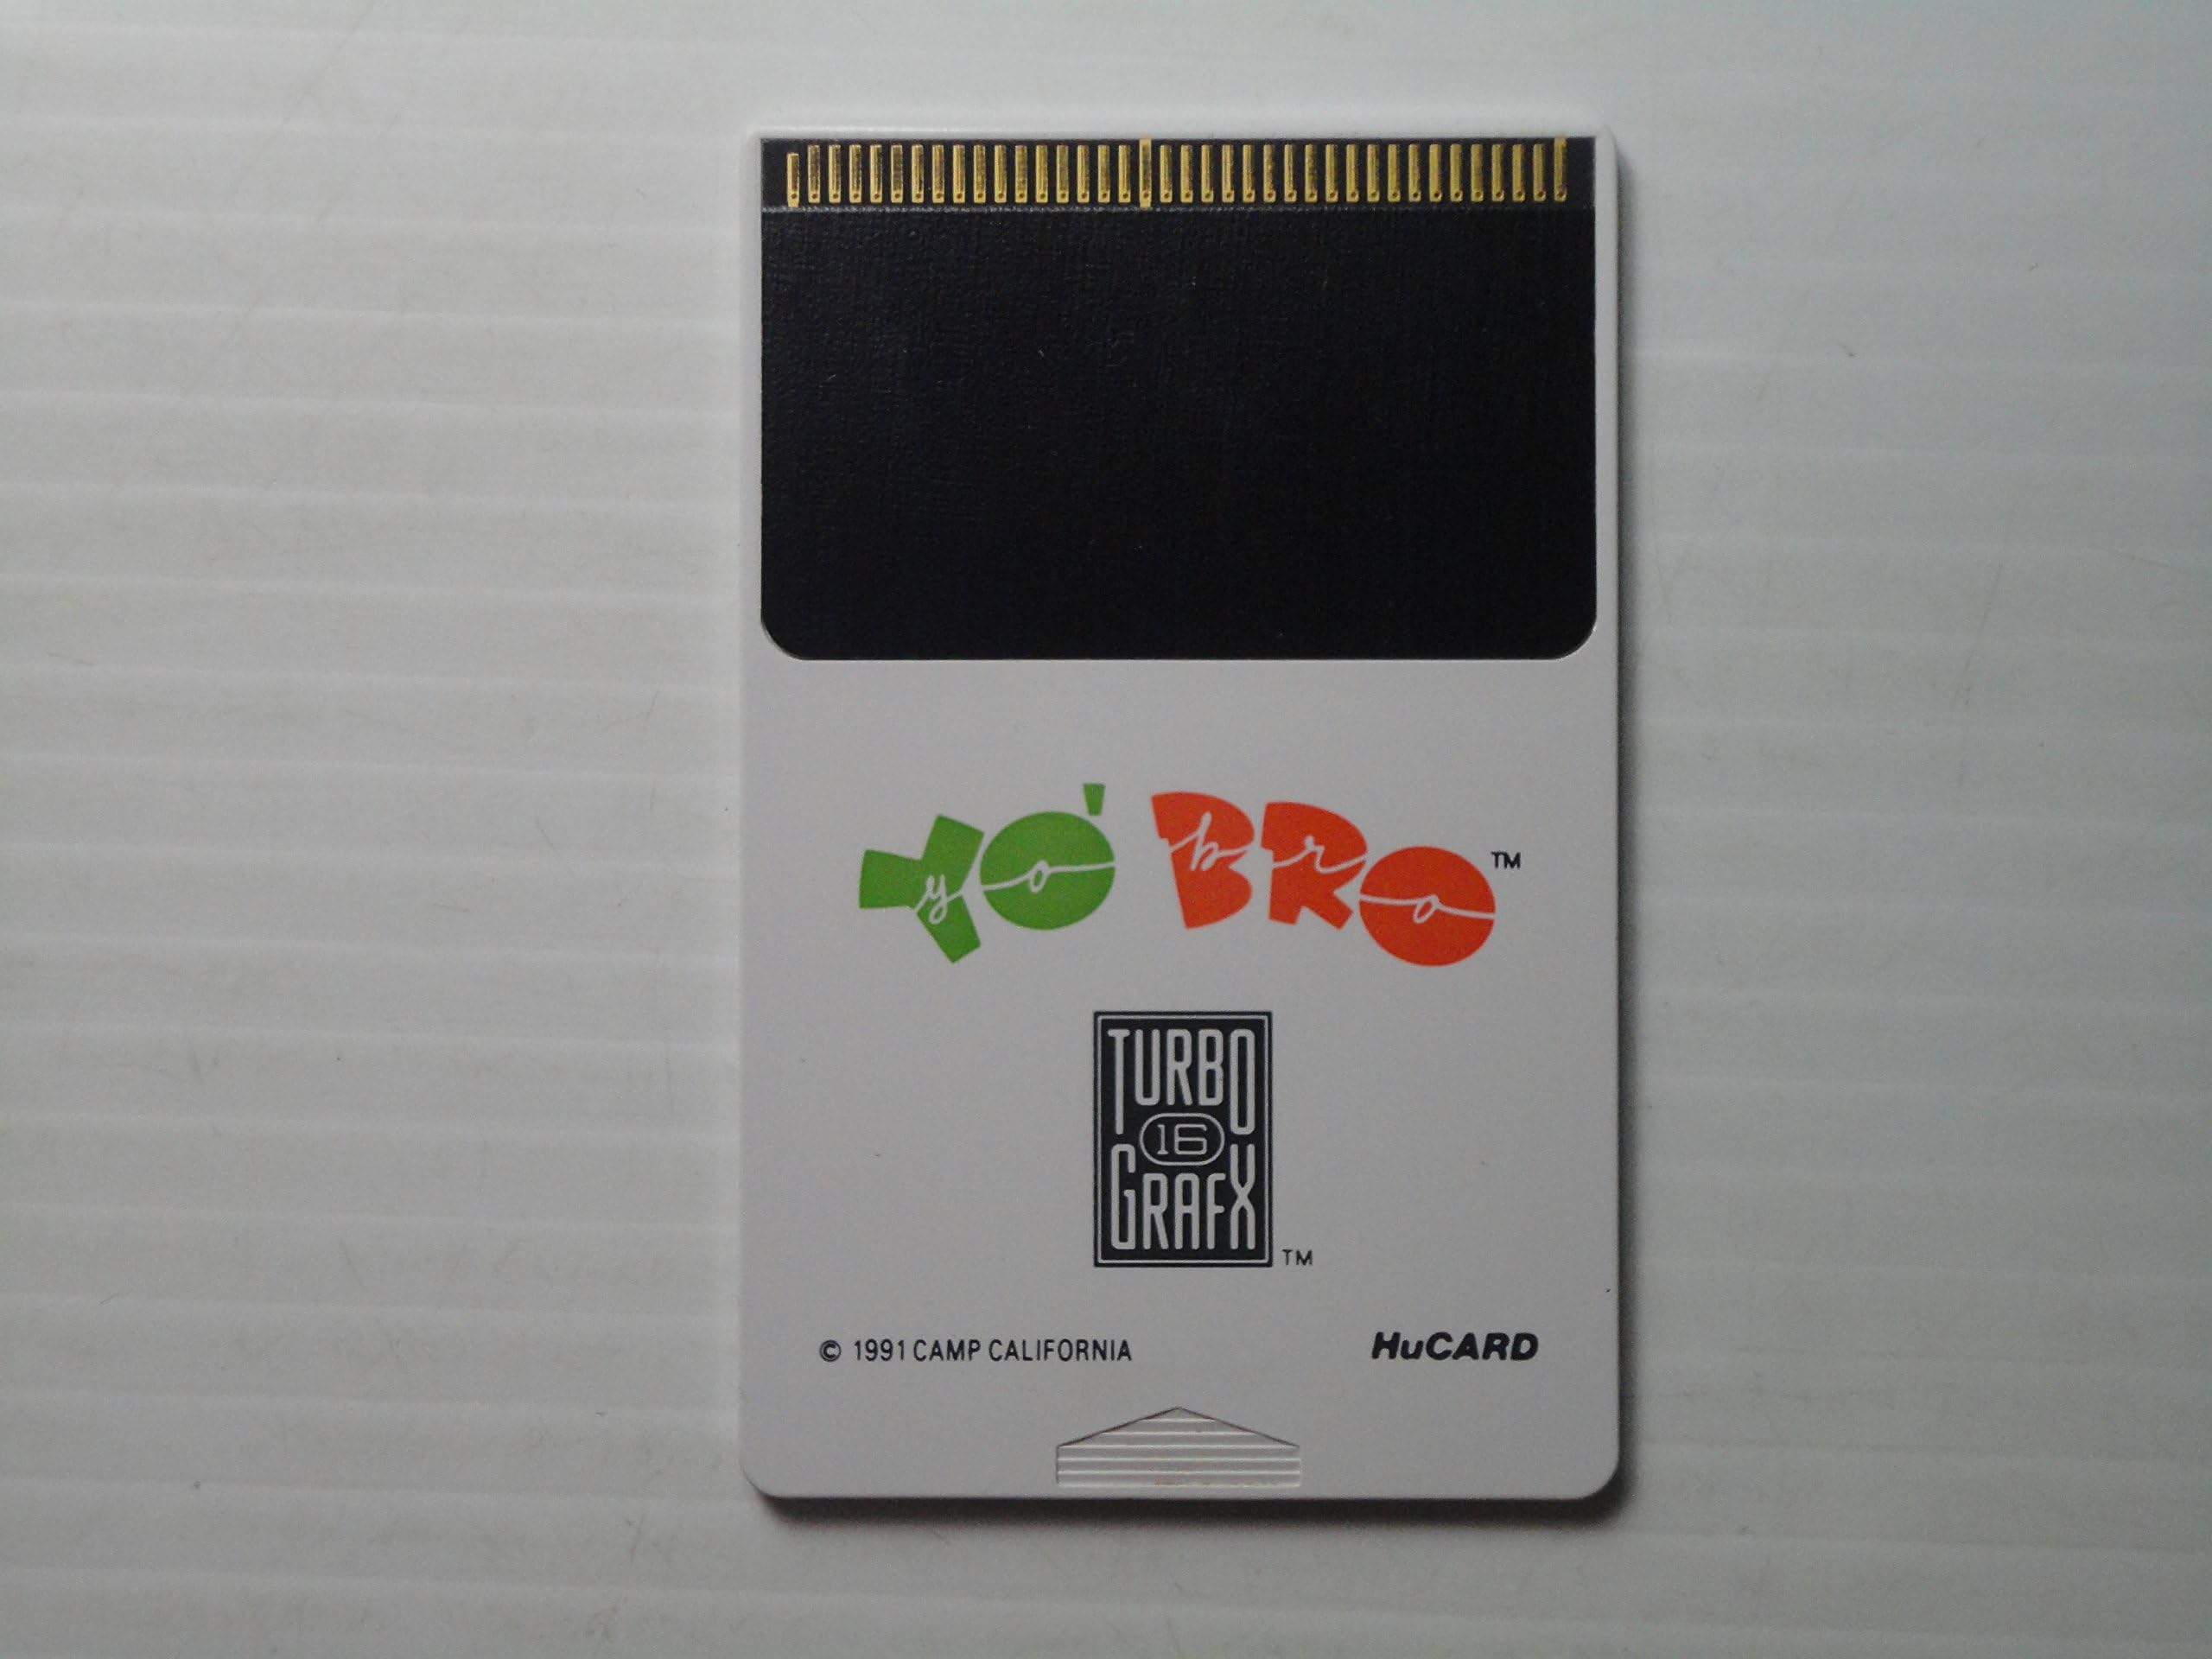 YO' BRO™
yo bro
TURBO
16
GRAFX
TM
© 1991 CAMP CALIFORNIA
HuCARD